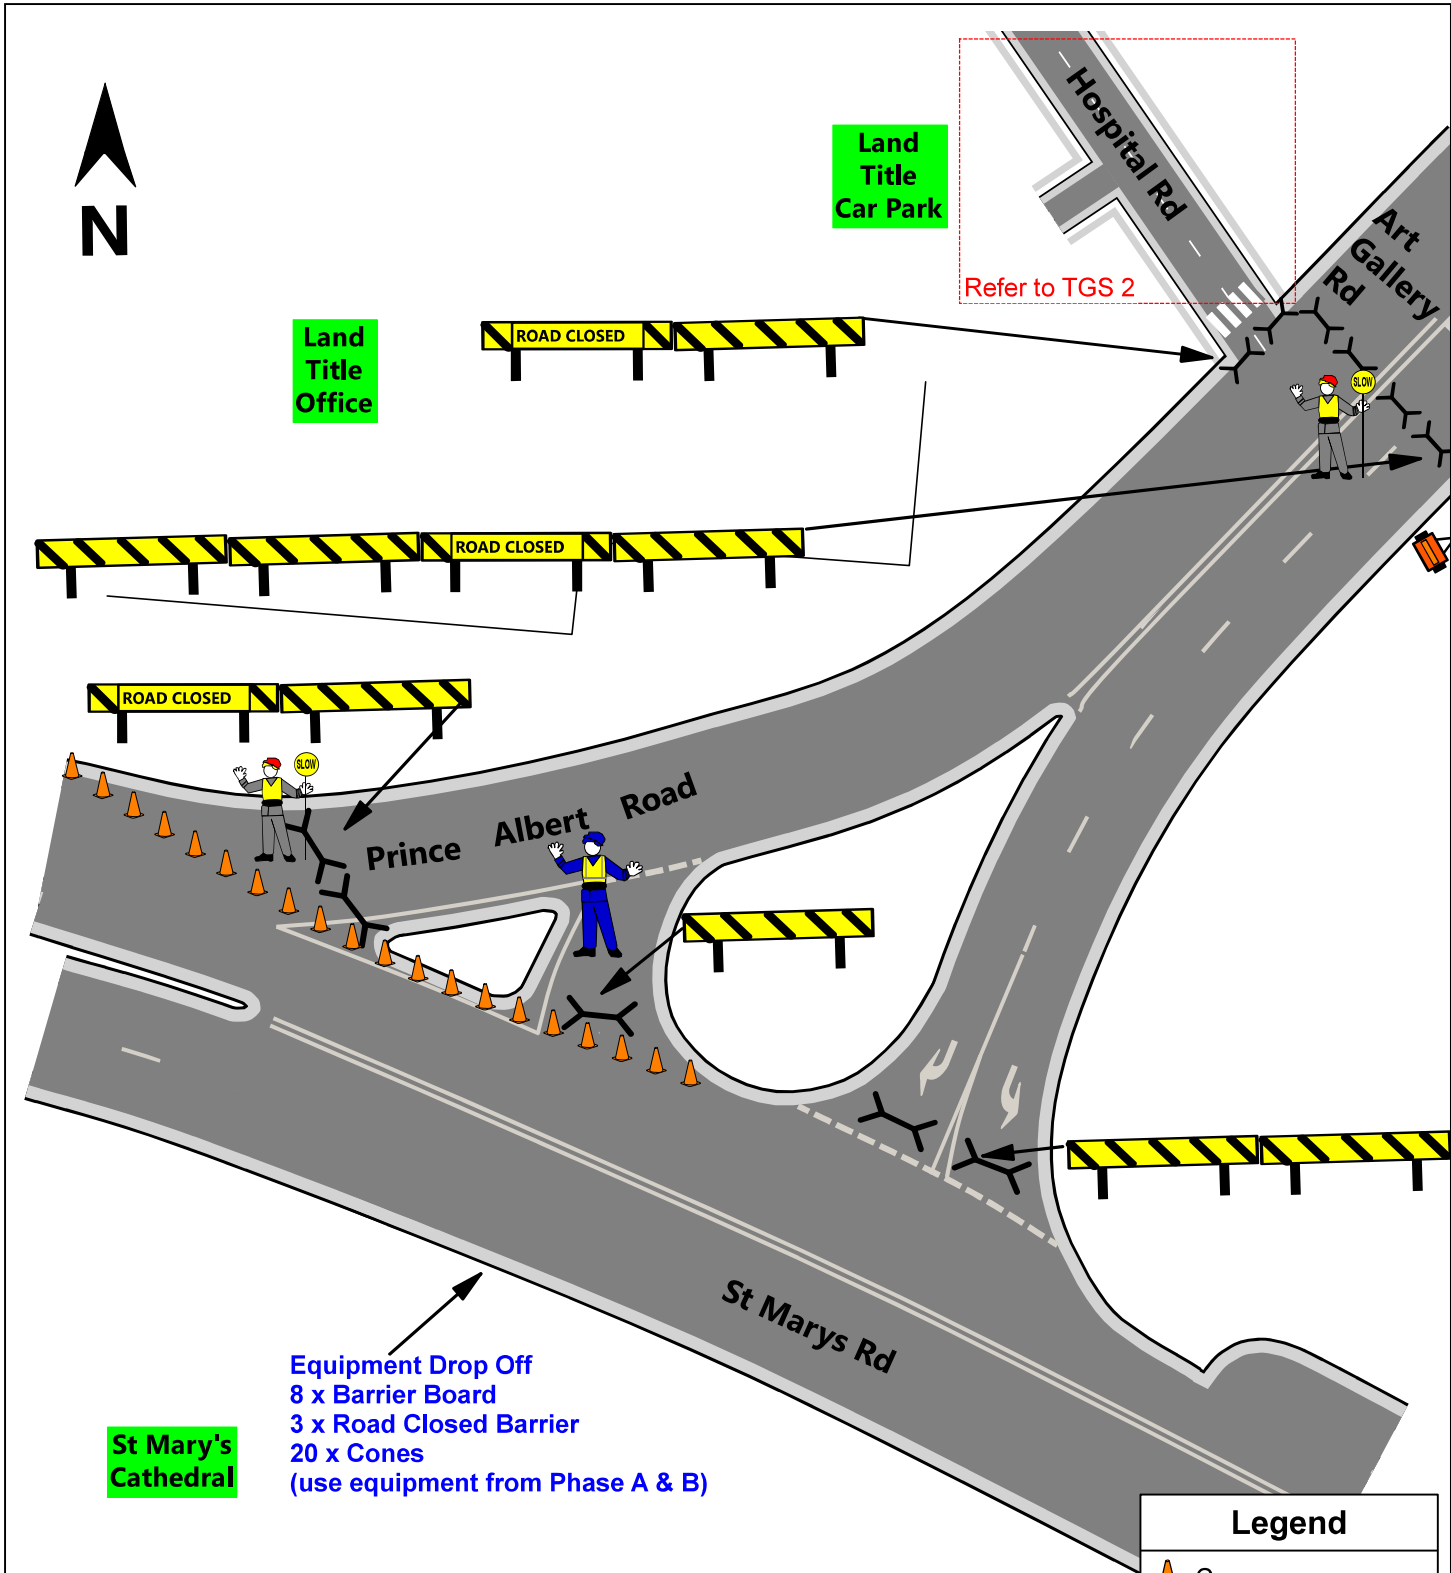 Hospital Rd
Land
Title
Car Park
Art
Gallery
Rd
Refer to TGS 2
N
Land
Title
Office
ROAD CLOSED
SLOW
ROAD CLOSED
ROAD CLOSED
SLOW
Prince Albert Road
St Marys Rd
Equipment Drop Off
8 x Barrier Board
3 x Road Closed Barrier
20 x Cones
(use equipment from Phase A & B)
St Mary's
Cathedral
Legend